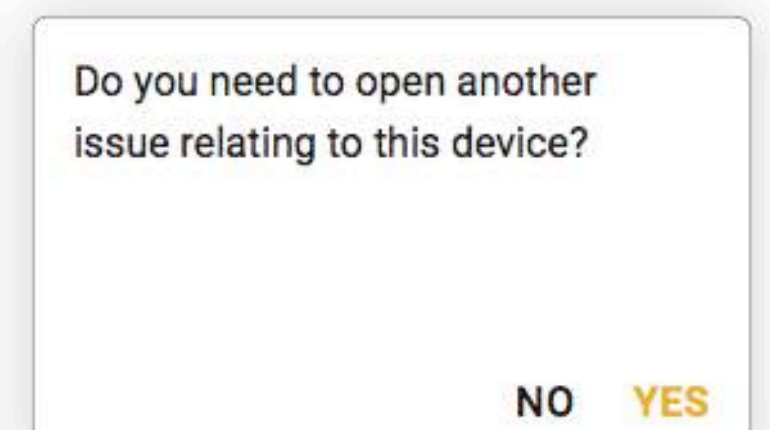 Do you need to open another
issue relating to this device?
NO YES